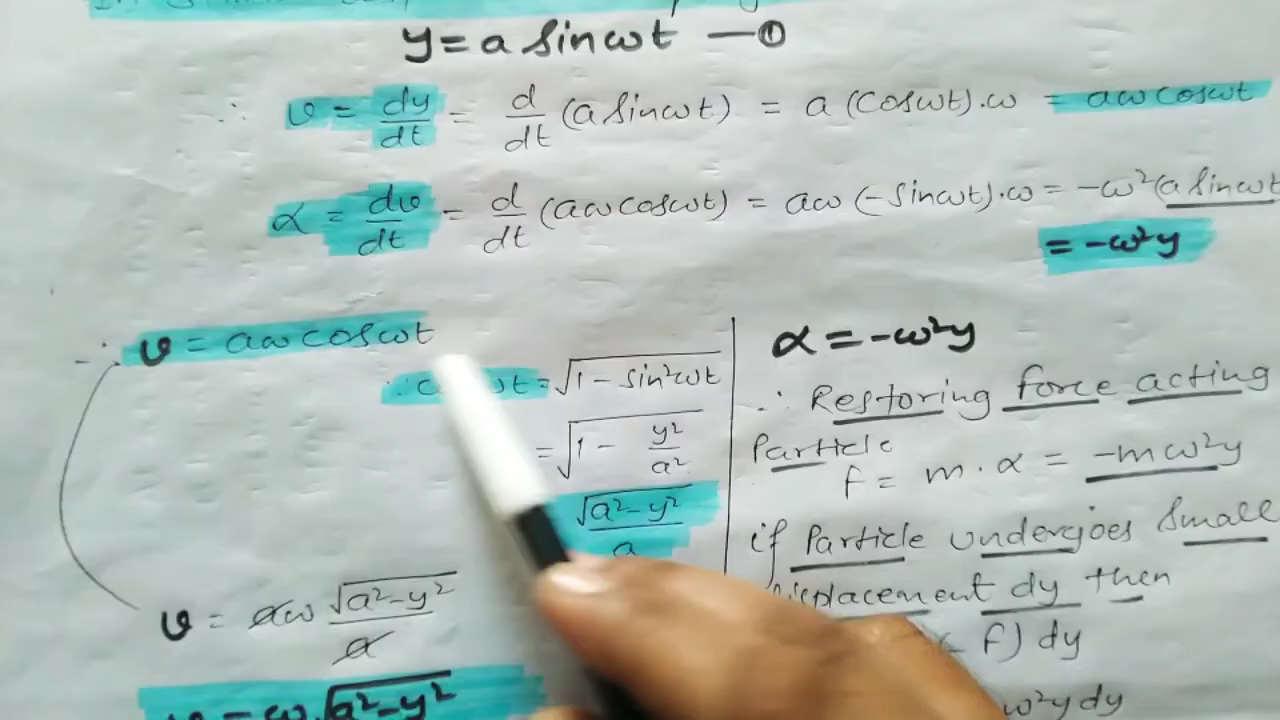 y = a sinωt —①
∴ v = dy/dt = d/dt (a sinωt) = a (cosωt).ω = aω cosωt
α = dv/dt = d/dt (aω cosωt) = aω (-sinωt).ω = -ω²(a sinωt
= -ω²y
∴ v = aω cosωt
= √1 - sin²ωt
= √1 - y²/a²
√a²-y²/a
v = aω √a²-y²/a
v = ω √a²-y²
α = -ω²y
∴ Restoring force acting
Particle
f = m . α = -mω²y
if Particle undergoes small
displacement dy then
f) dy
ω²y dy